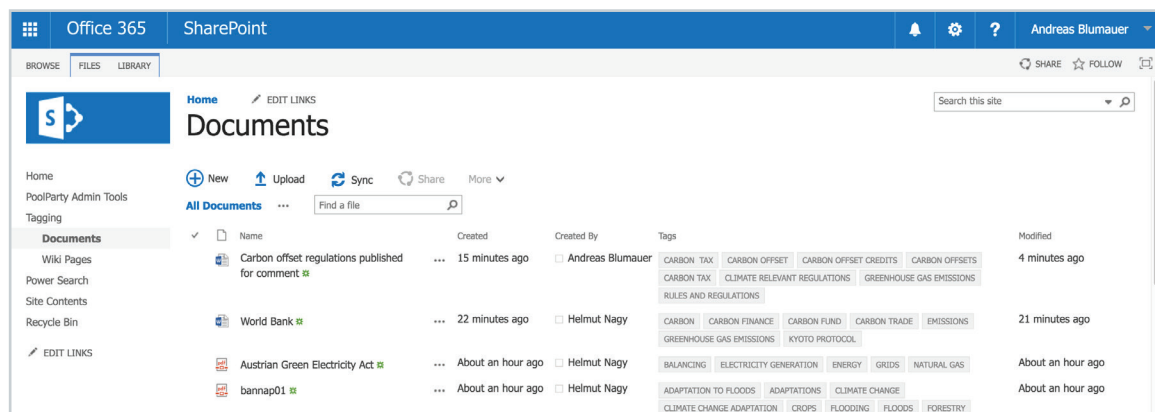 Office 365 SharePoint ? Andreas Blumauer
BROWSE FILES LIBRARY SHARE FOLLOW
S
Home EDIT LINKS
Search this site
Documents
Home
PoolParty Admin Tools
Tagging
Documents
Wiki Pages
Power Search
Site Contents
Recycle Bin
EDIT LINKS
New Upload Sync Share More
All Documents ... Find a file
Name Created Created By Tags Modified
Carbon offset regulations published ... 15 minutes ago Andreas Blumauer CARBON TAX CARBON OFFSET CARBON OFFSET CREDITS CARBON OFFSETS 4 minutes ago
for comment CARBON TAX CLIMATE RELEVANT REGULATIONS GREENHOUSE GAS EMISSIONS
RULES AND REGULATIONS
World Bank ... 22 minutes ago Helmut Nagy CARBON CARBON FINANCE CARBON FUND CARBON TRADE EMISSIONS 21 minutes ago
GREENHOUSE GAS EMISSIONS KYOTO PROTOCOL
Austrian Green Electricity Act ... About an hour ago Helmut Nagy BALANCING ELECTRICITY GENERATION ENERGY GRIDS NATURAL GAS About an hour ago
bannap01 ... About an hour ago Helmut Nagy ADAPTATION TO FLOODS ADAPTATIONS CLIMATE CHANGE About an hour ago
CLIMATE CHANGE ADAPTATION CROPS FLOODING FLOODS FORESTRY